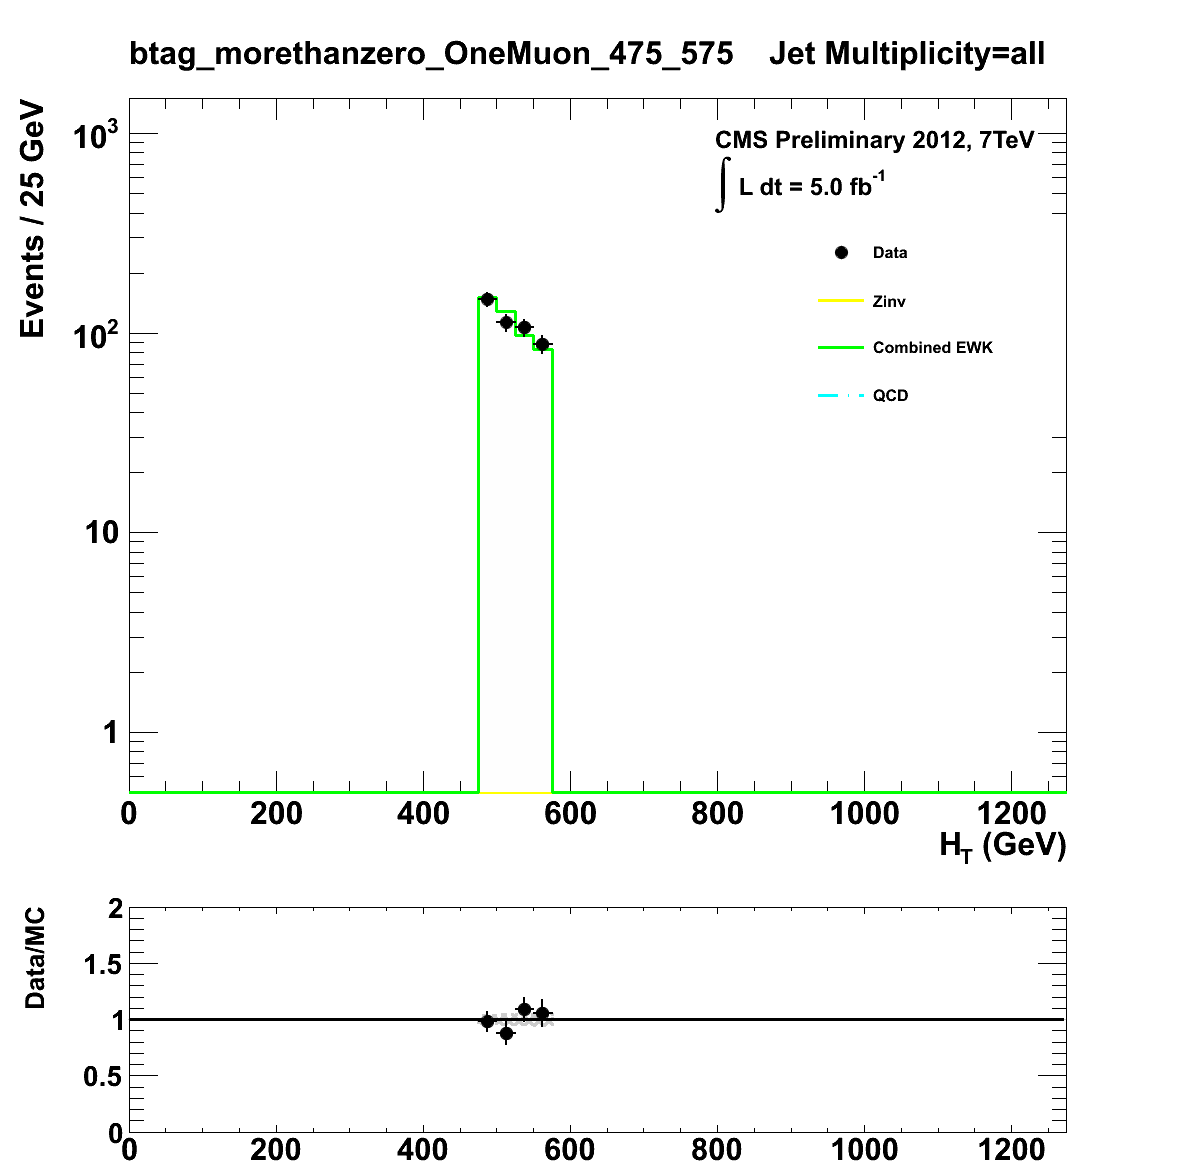 btag_morethanzero_OneMuon_475_575 Jet Multiplicity=all
Events / 25 GeV
10³
10²
10
1
CMS Preliminary 2012, 7TeV
∫ L dt = 5.0 fb⁻¹
Data
Zinv
Combined EWK
QCD
0 200 400 600 800 1000 1200
H_T (GeV)
Data/MC
2
1.5
1
0.5
0
0 200 400 600 800 1000 1200